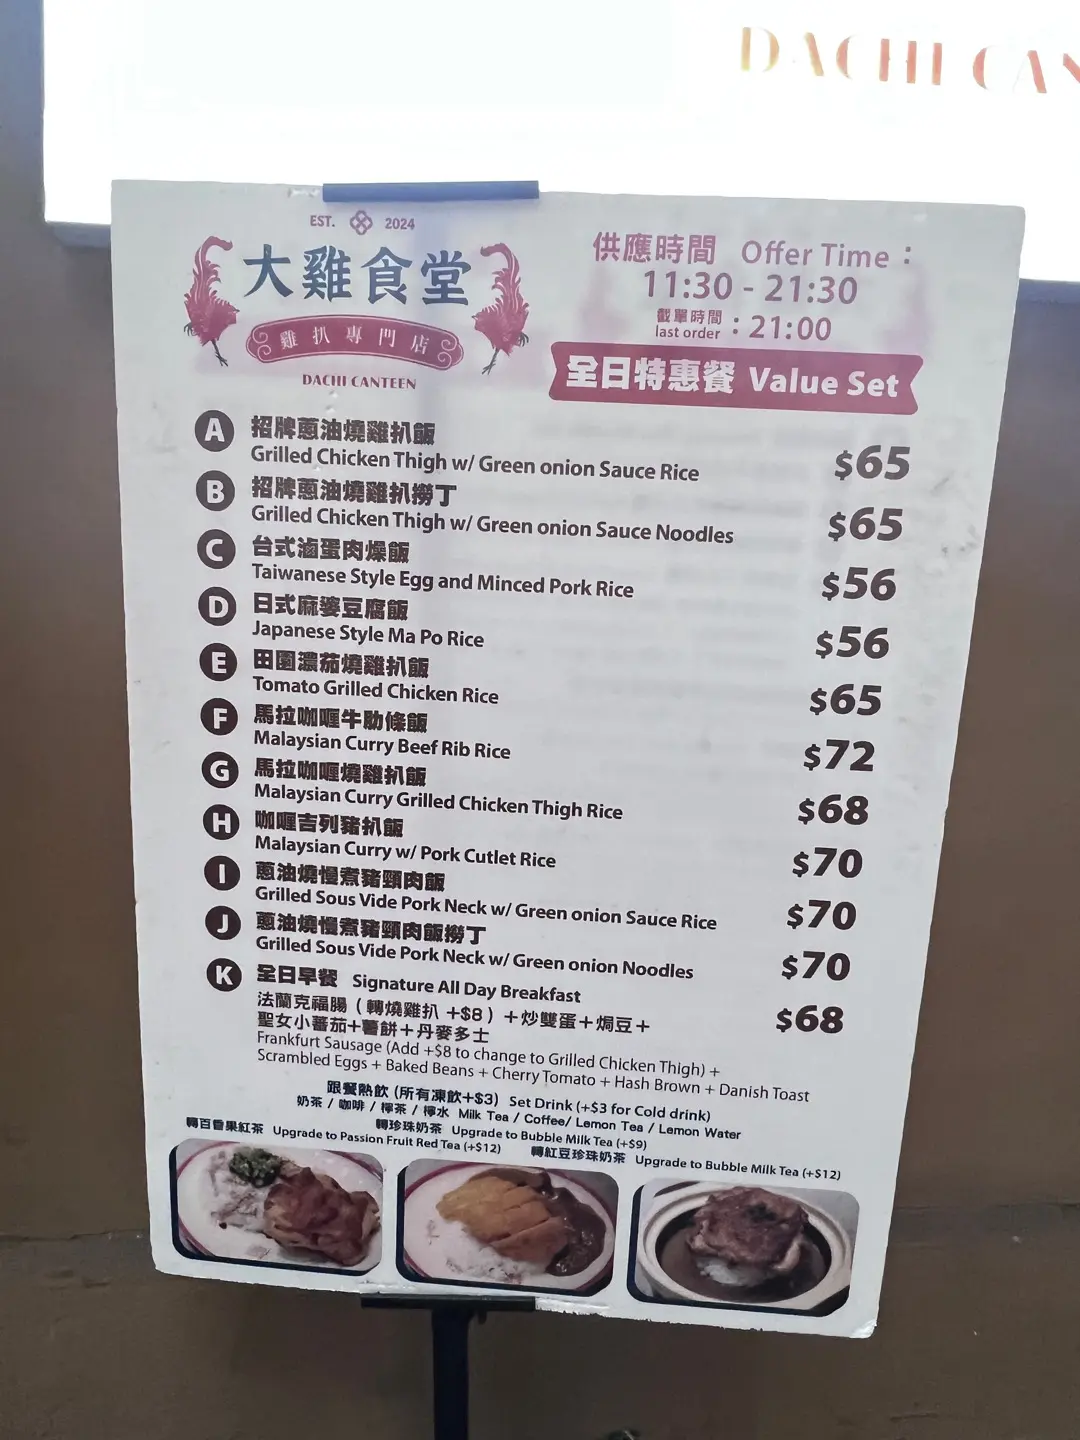 DACHI CAN
EST. 2024
大雞食堂
雞扒專門店
DACHI CANTEEN
供應時間 Offer Time：
11:30 - 21:30
截單時間
last order：21:00
全日特惠餐 Value Set
A 招牌蔥油燒雞扒飯
Grilled Chicken Thigh w/ Green onion Sauce Rice $65
B 招牌蔥油燒雞扒撈丁
Grilled Chicken Thigh w/ Green onion Sauce Noodles $65
C 台式滷蛋肉燥飯
Taiwanese Style Egg and Minced Pork Rice $56
D 日式麻婆豆腐飯
Japanese Style Ma Po Rice $56
E 田園濃茄燒雞扒飯
Tomato Grilled Chicken Rice $65
F 馬拉咖喱牛肋條飯
Malaysian Curry Beef Rib Rice $72
G 馬拉咖喱燒雞扒飯
Malaysian Curry Grilled Chicken Thigh Rice $68
H 咖喱吉列豬扒飯
Malaysian Curry w/ Pork Cutlet Rice $70
I 蔥油燒慢煮豬頸肉飯
Grilled Sous Vide Pork Neck w/ Green onion Sauce Rice $70
J 蔥油燒慢煮豬頸肉飯撈丁
Grilled Sous Vide Pork Neck w/ Green onion Noodles $70
K 全日早餐 Signature All Day Breakfast $68
法蘭克福腸（轉燒雞扒 +$8）＋炒雙蛋＋焗豆＋
聖女小蕃茄＋薯餅＋丹麥多士
Frankfurt Sausage (Add +$8 to change to Grilled Chicken Thigh) +
Scrambled Eggs + Baked Beans + Cherry Tomato + Hash Brown + Danish Toast
跟餐熱飲 (所有凍飲+$3) Set Drink (+$3 for Cold drink)
奶茶 / 咖啡 / 檸茶 / 檸水 Milk Tea / Coffee/ Lemon Tea / Lemon Water
轉百香果紅茶 Upgrade to Passion Fruit Red Tea (+$12)
轉珍珠奶茶 Upgrade to Bubble Milk Tea (+$9)
轉紅豆珍珠奶茶 Upgrade to Bubble Milk Tea (+$12)